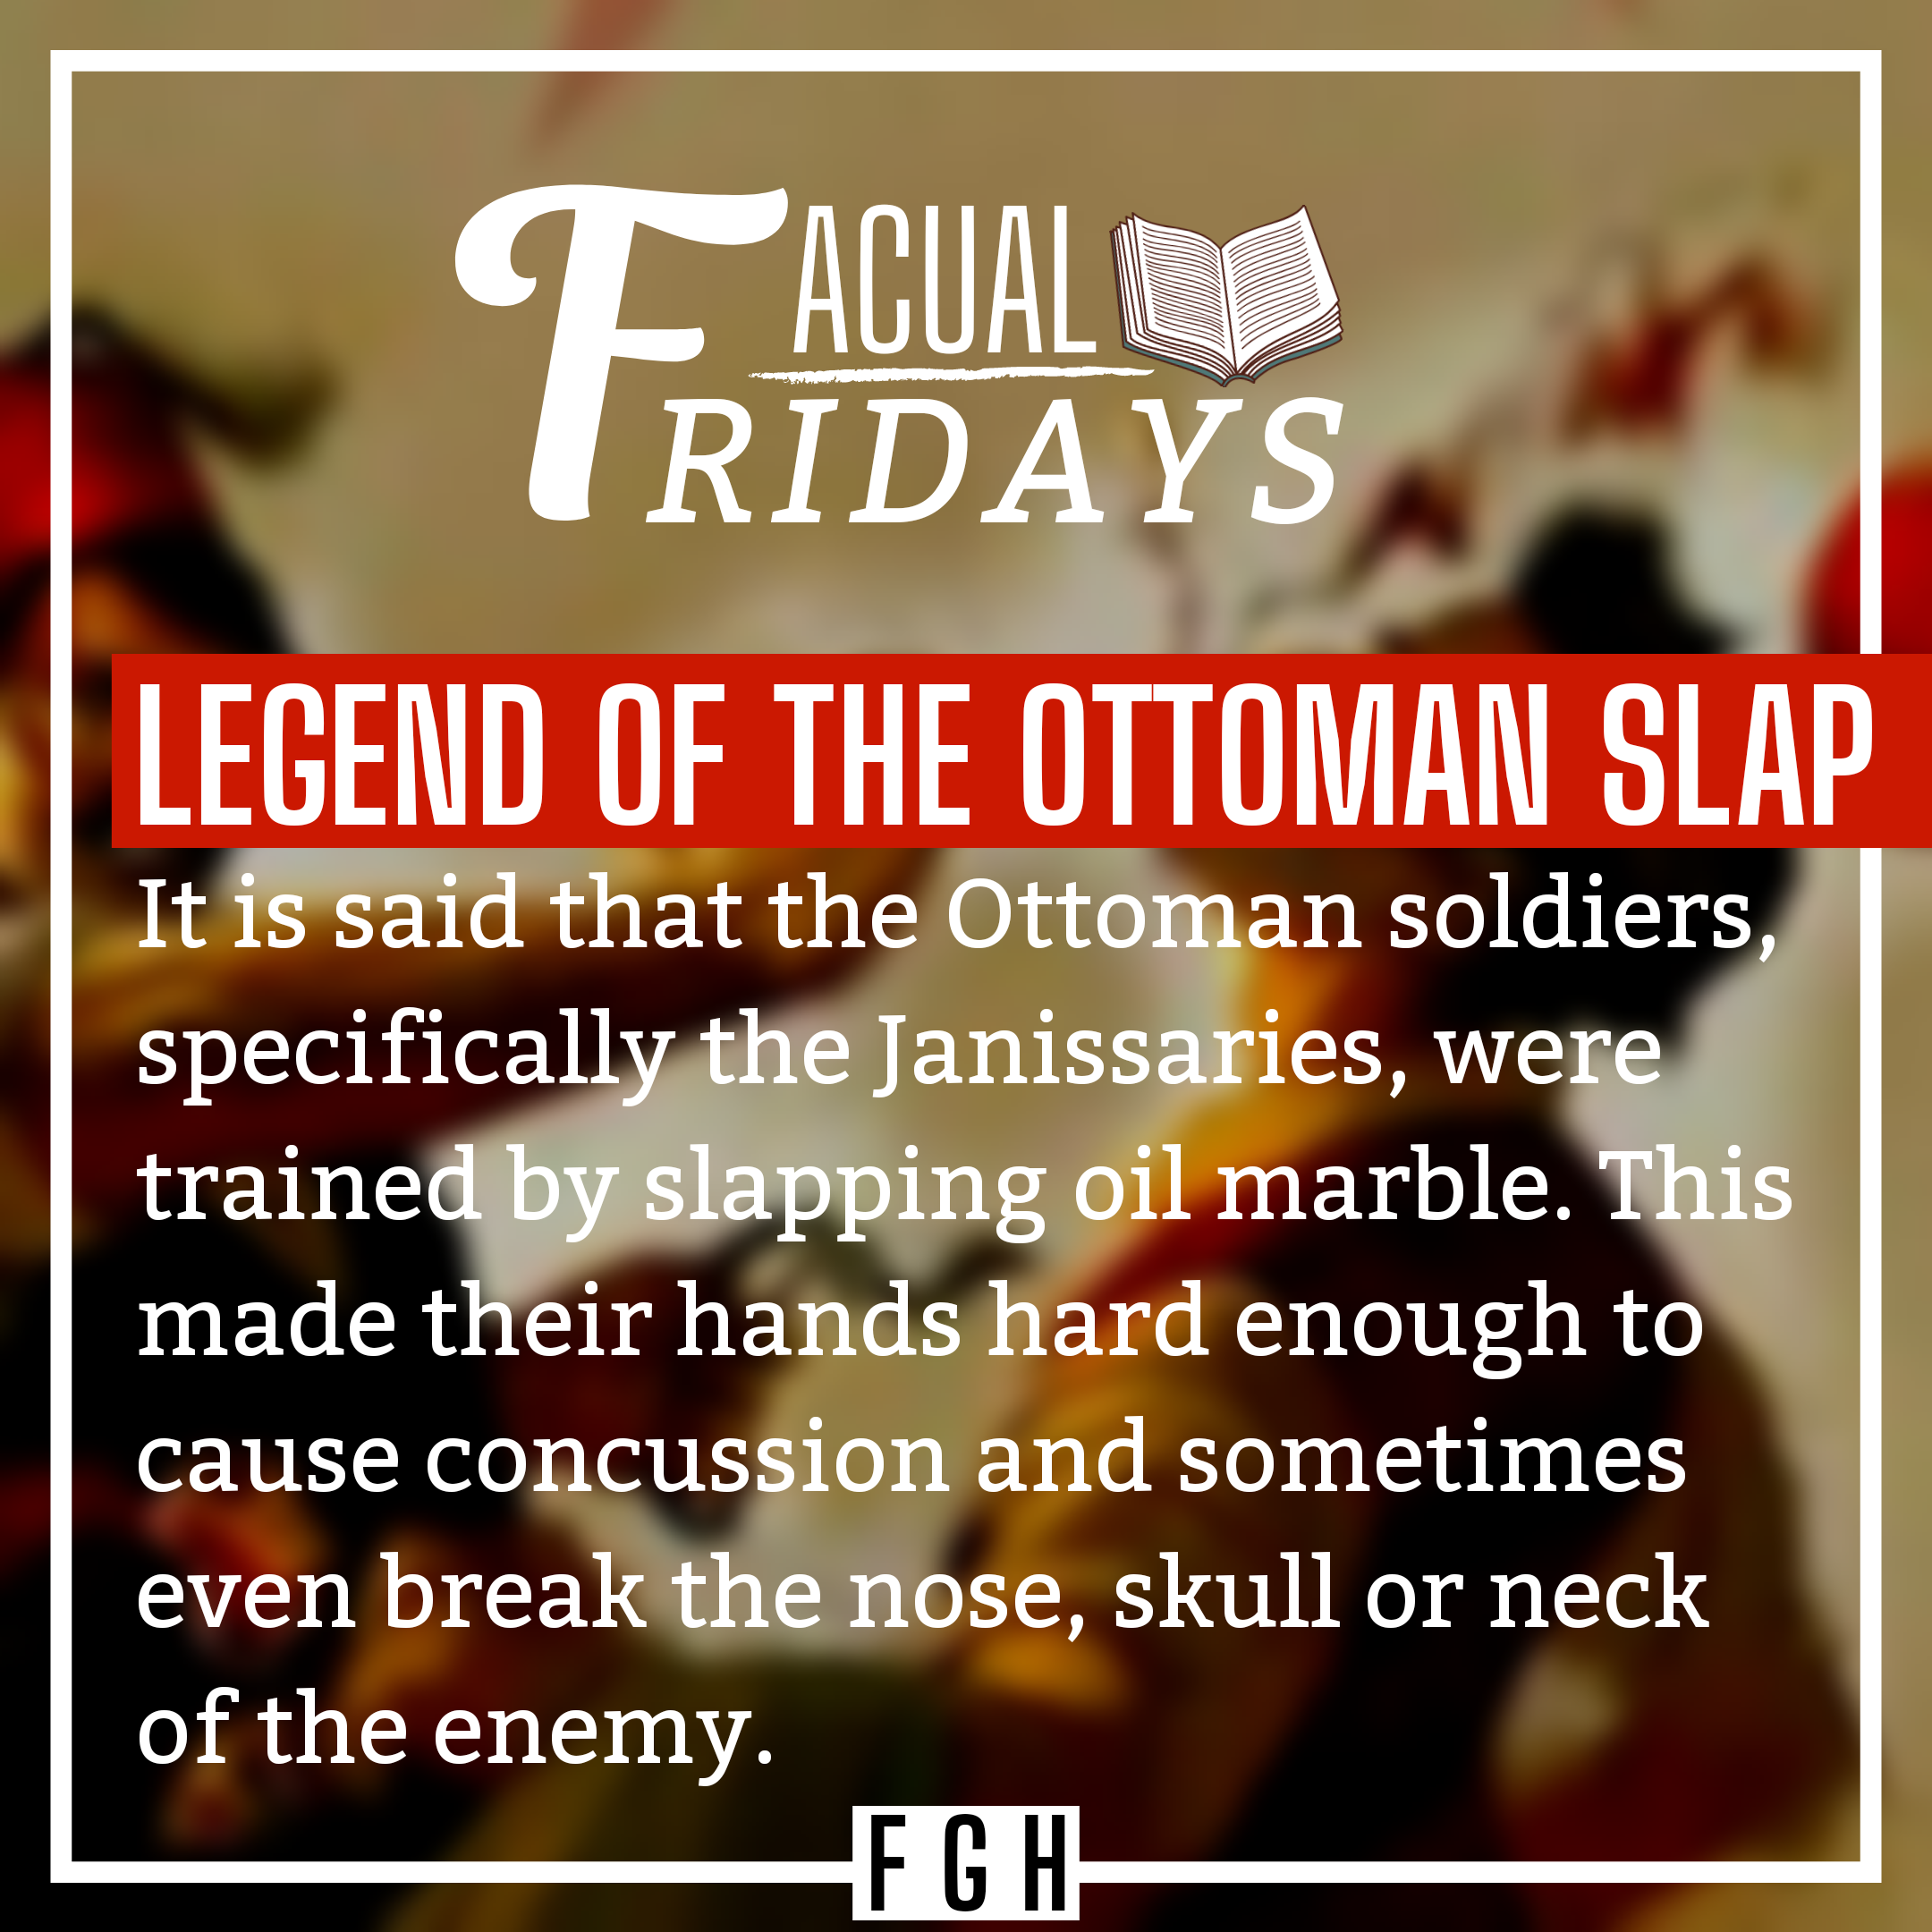 FACUAL
FRIDAYS
LEGEND OF THE OTTOMAN SLAP
It is said that the Ottoman soldiers,
specifically the Janissaries, were
trained by slapping oil marble. This
made their hands hard enough to
cause concussion and sometimes
even break the nose, skull or neck
of the enemy.
FGH